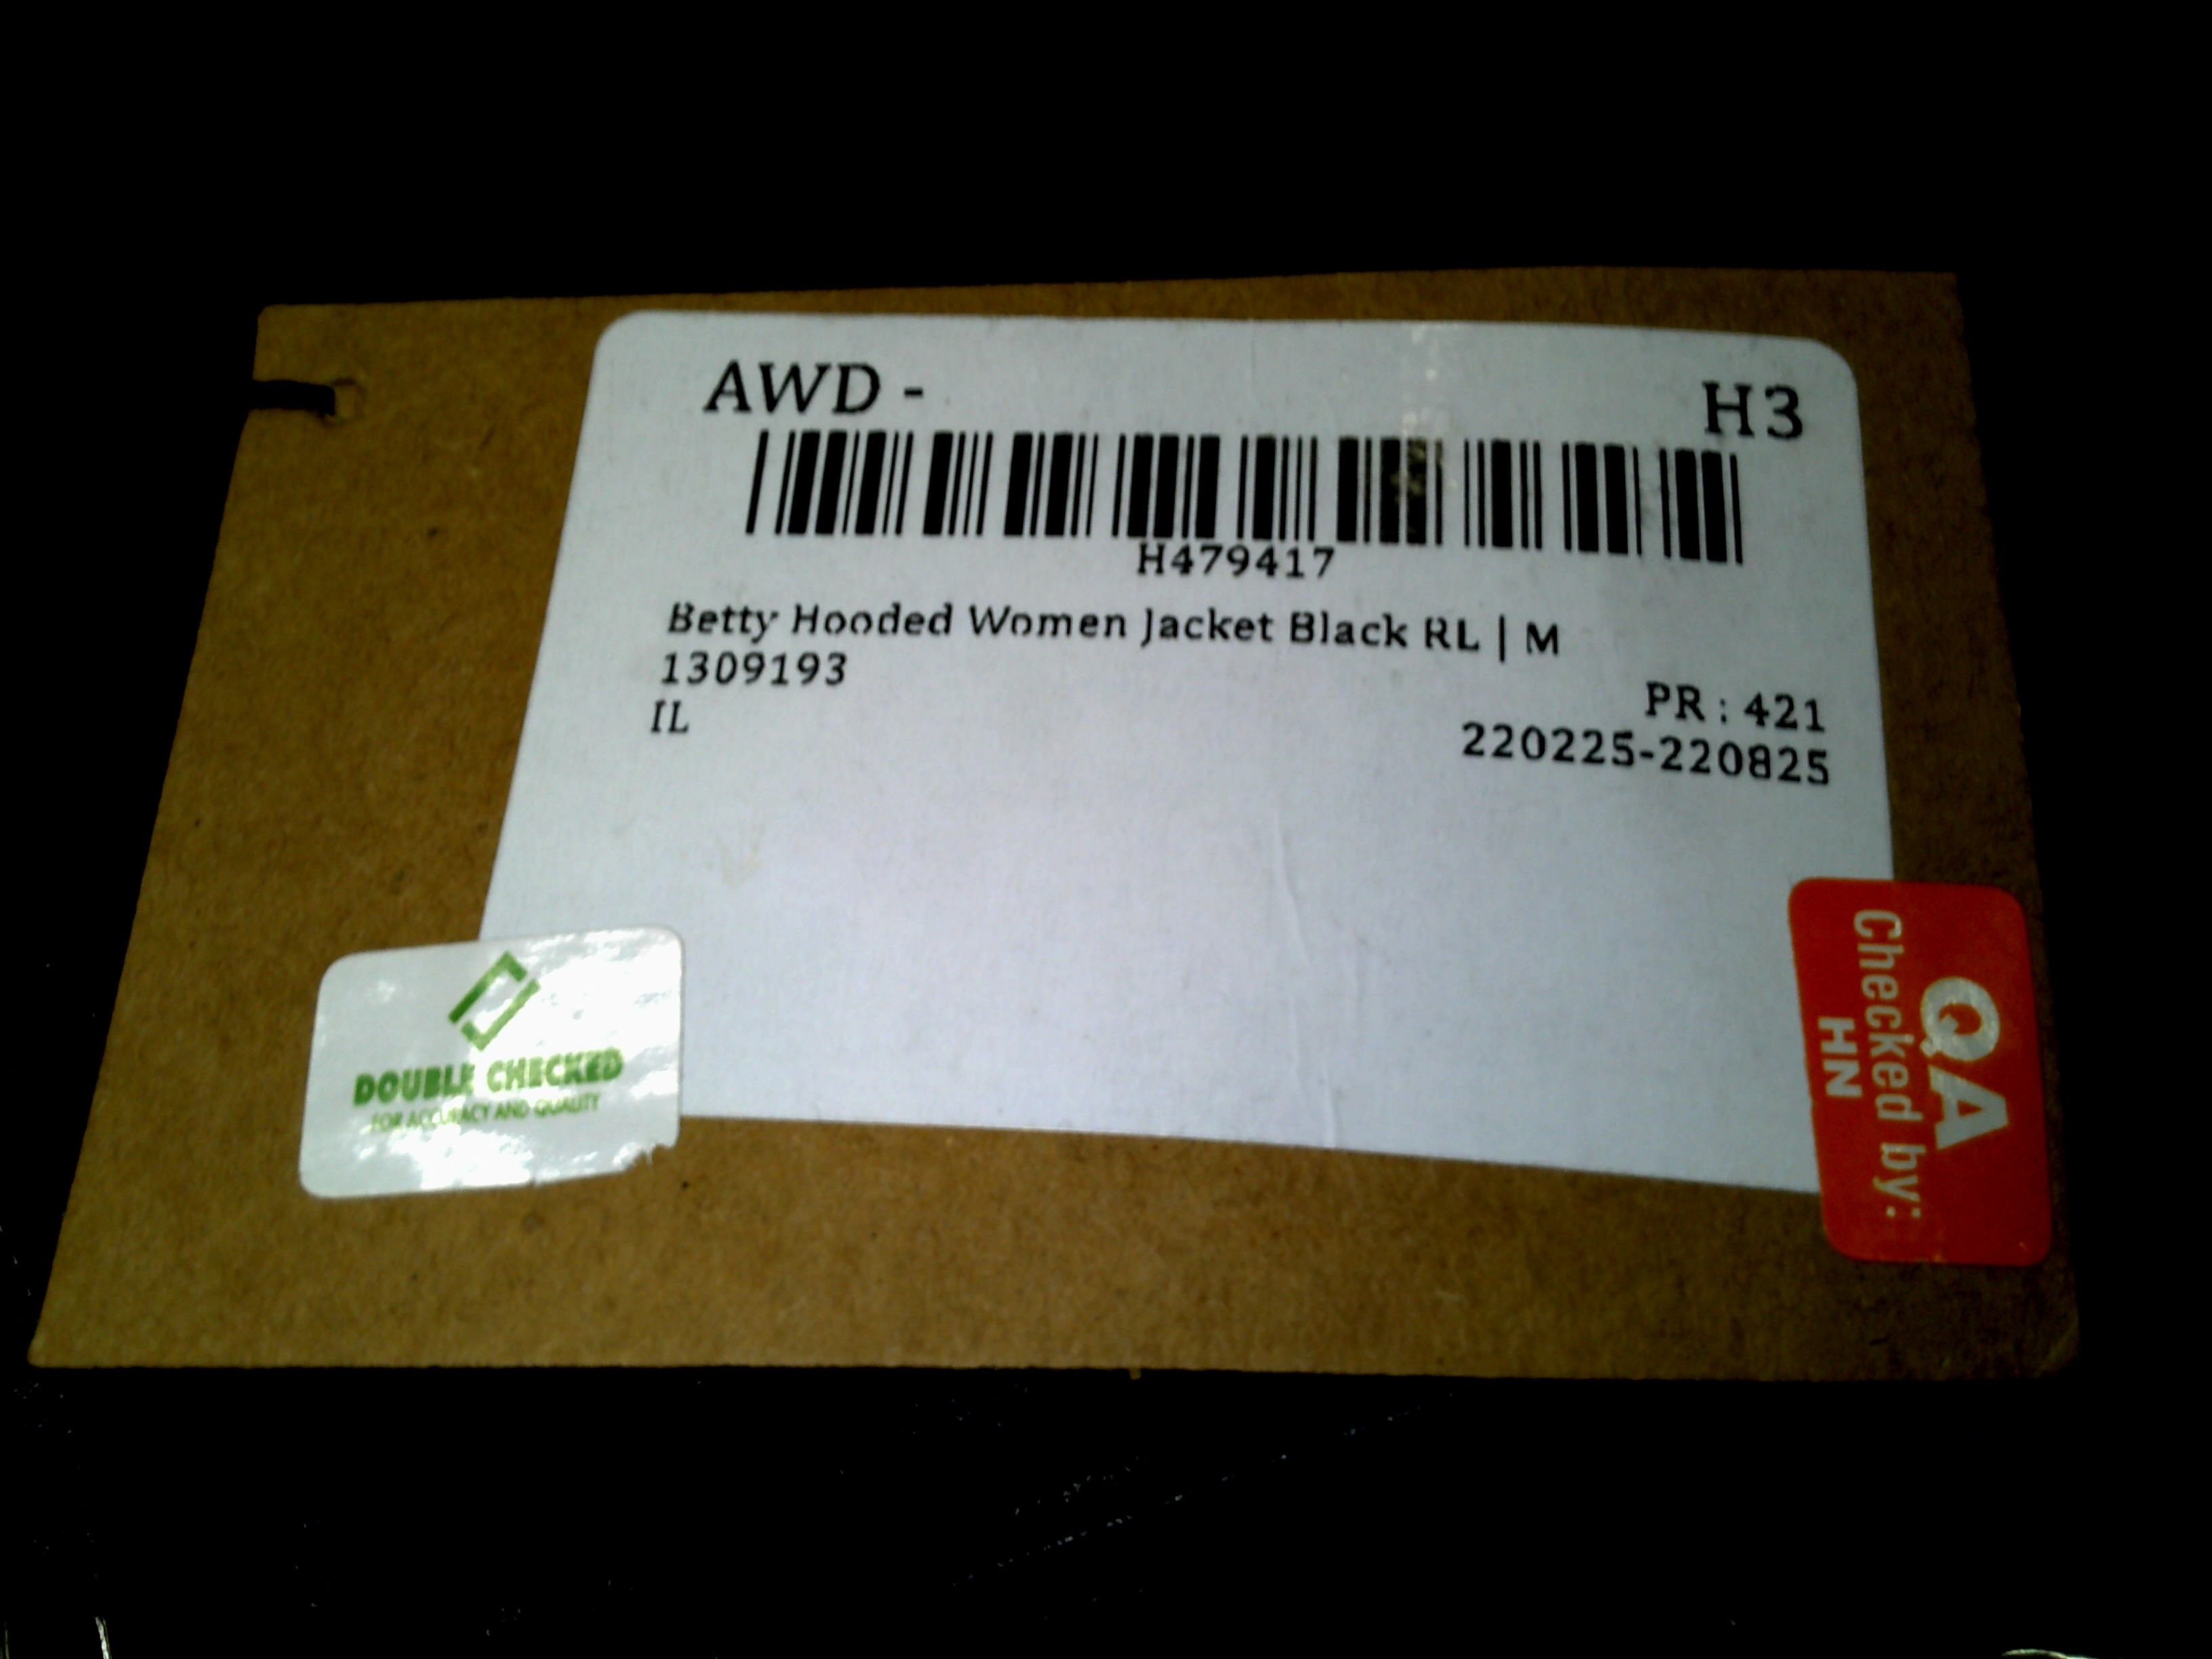 AWD -
H3
H479417
Betty Hooded Women Jacket Black RL | M
1309193
PR : 421
IL
220225-220825
DOUBLE CHECKED
FOR ACCURACY AND QUALITY
QA
Checked by:
HN